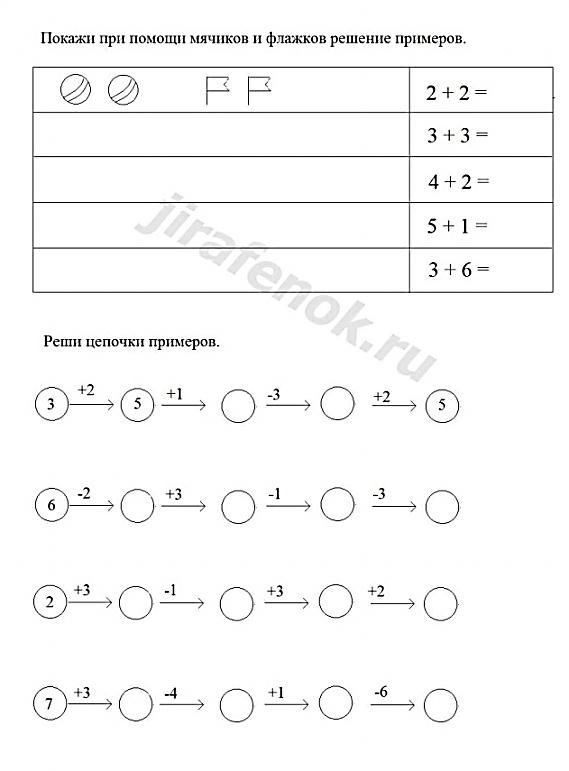 Покажи при помощи мячиков и флажков решение примеров.
2 + 2 =
3 + 3 =
4 + 2 =
5 + 1 =
3 + 6 =
jirafenok.ru
Реши цепочки примеров.
3 +2 5 +1 -3 +2 5
6 -2 +3 -1 -3
2 +3 -1 +3 +2
7 +3 -4 +1 -6